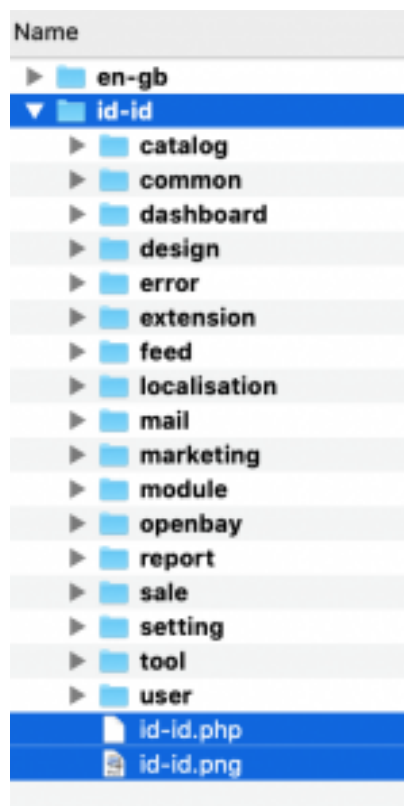 Name
en-gb
id-id
catalog
common
dashboard
design
error
extension
feed
localisation
mail
marketing
module
openbay
report
sale
setting
tool
user
id-id.php
id-id.png